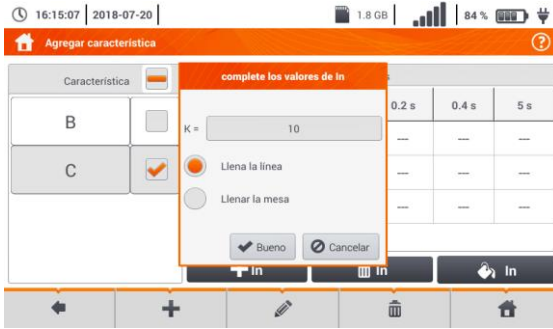 16:15:07 2018-07-20 1.8 GB 84 %
Agregar característica
Característica
complete los valores de in
s
0.2 s 0.4 s 5 s
B
K = 10
--- ---
C
Llena la línea
--- ---
Llenar la mesa
--- ---
Bueno Cancelar
In In In